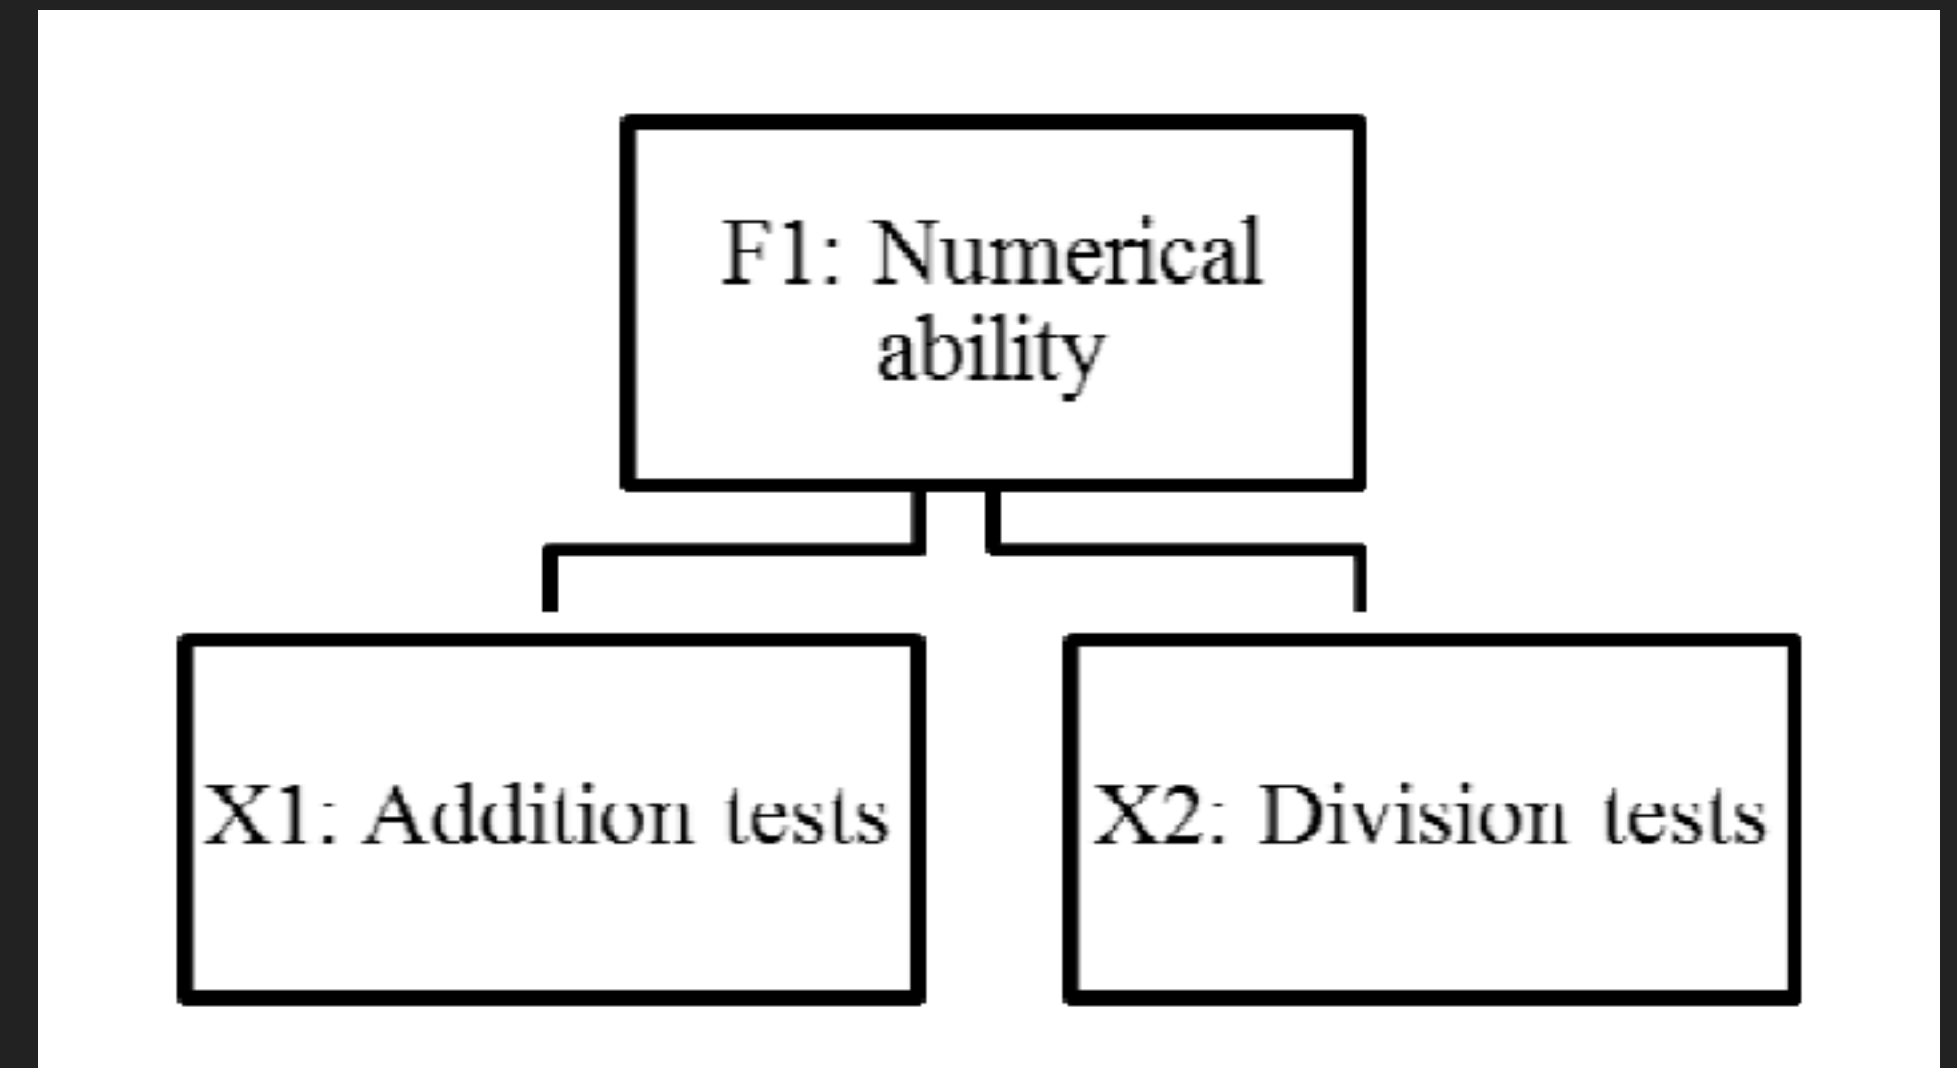 F1: Numerical
ability
X1: Addition tests
X2: Division tests